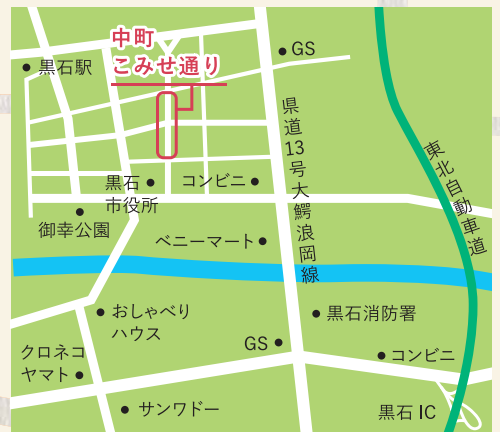 中町
こみせ通り
GS
黒石駅
県道13号大鰐浪岡線
東北自動車道
黒石
市役所
コンビニ
御幸公園
ベニーマート
おしゃべり
ハウス
黒石消防署
GS
クロネコ
ヤマト
コンビニ
サンワドー
黒石 IC